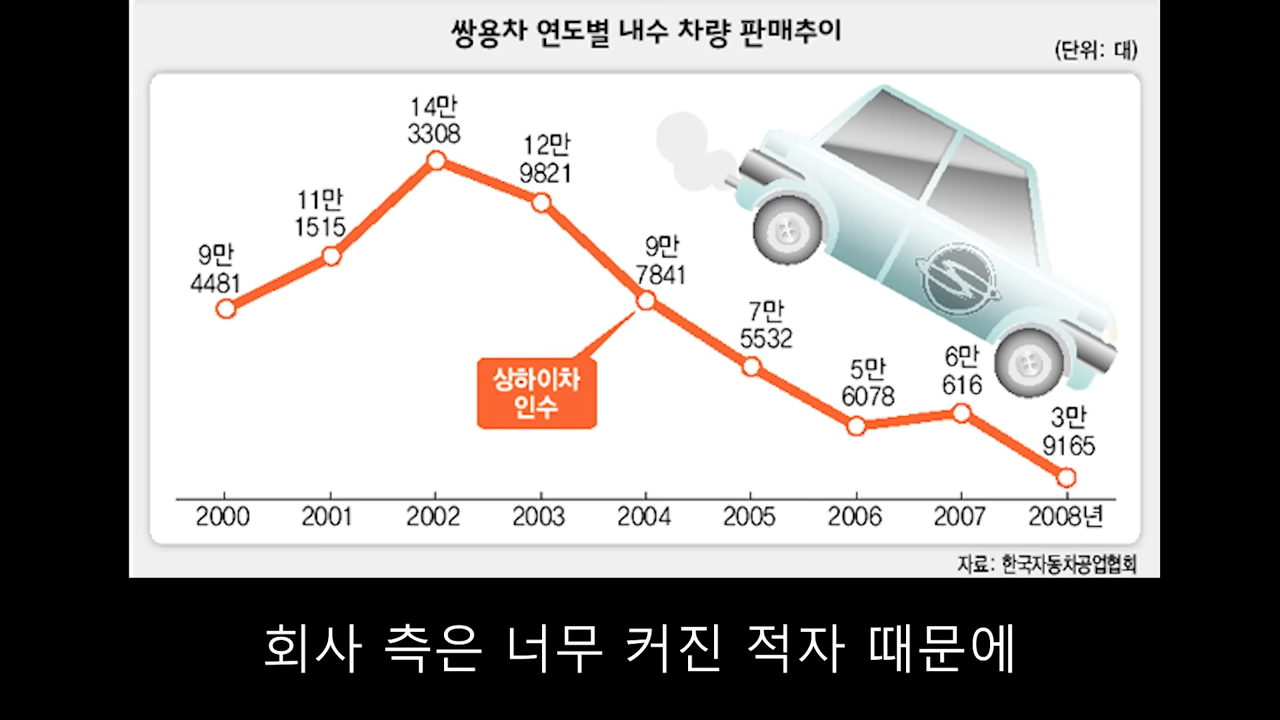 쌍용차 연도별 내수 차량 판매추이
(단위: 대)
9만
4481
11만
1515
14만
3308
12만
9821
9만
7841
7만
5532
5만
6078
6만
616
3만
9165
상하이차
인수
2000 2001 2002 2003 2004 2005 2006 2007 2008년
자료: 한국자동차공업협회
회사 측은 너무 커진 적자 때문에